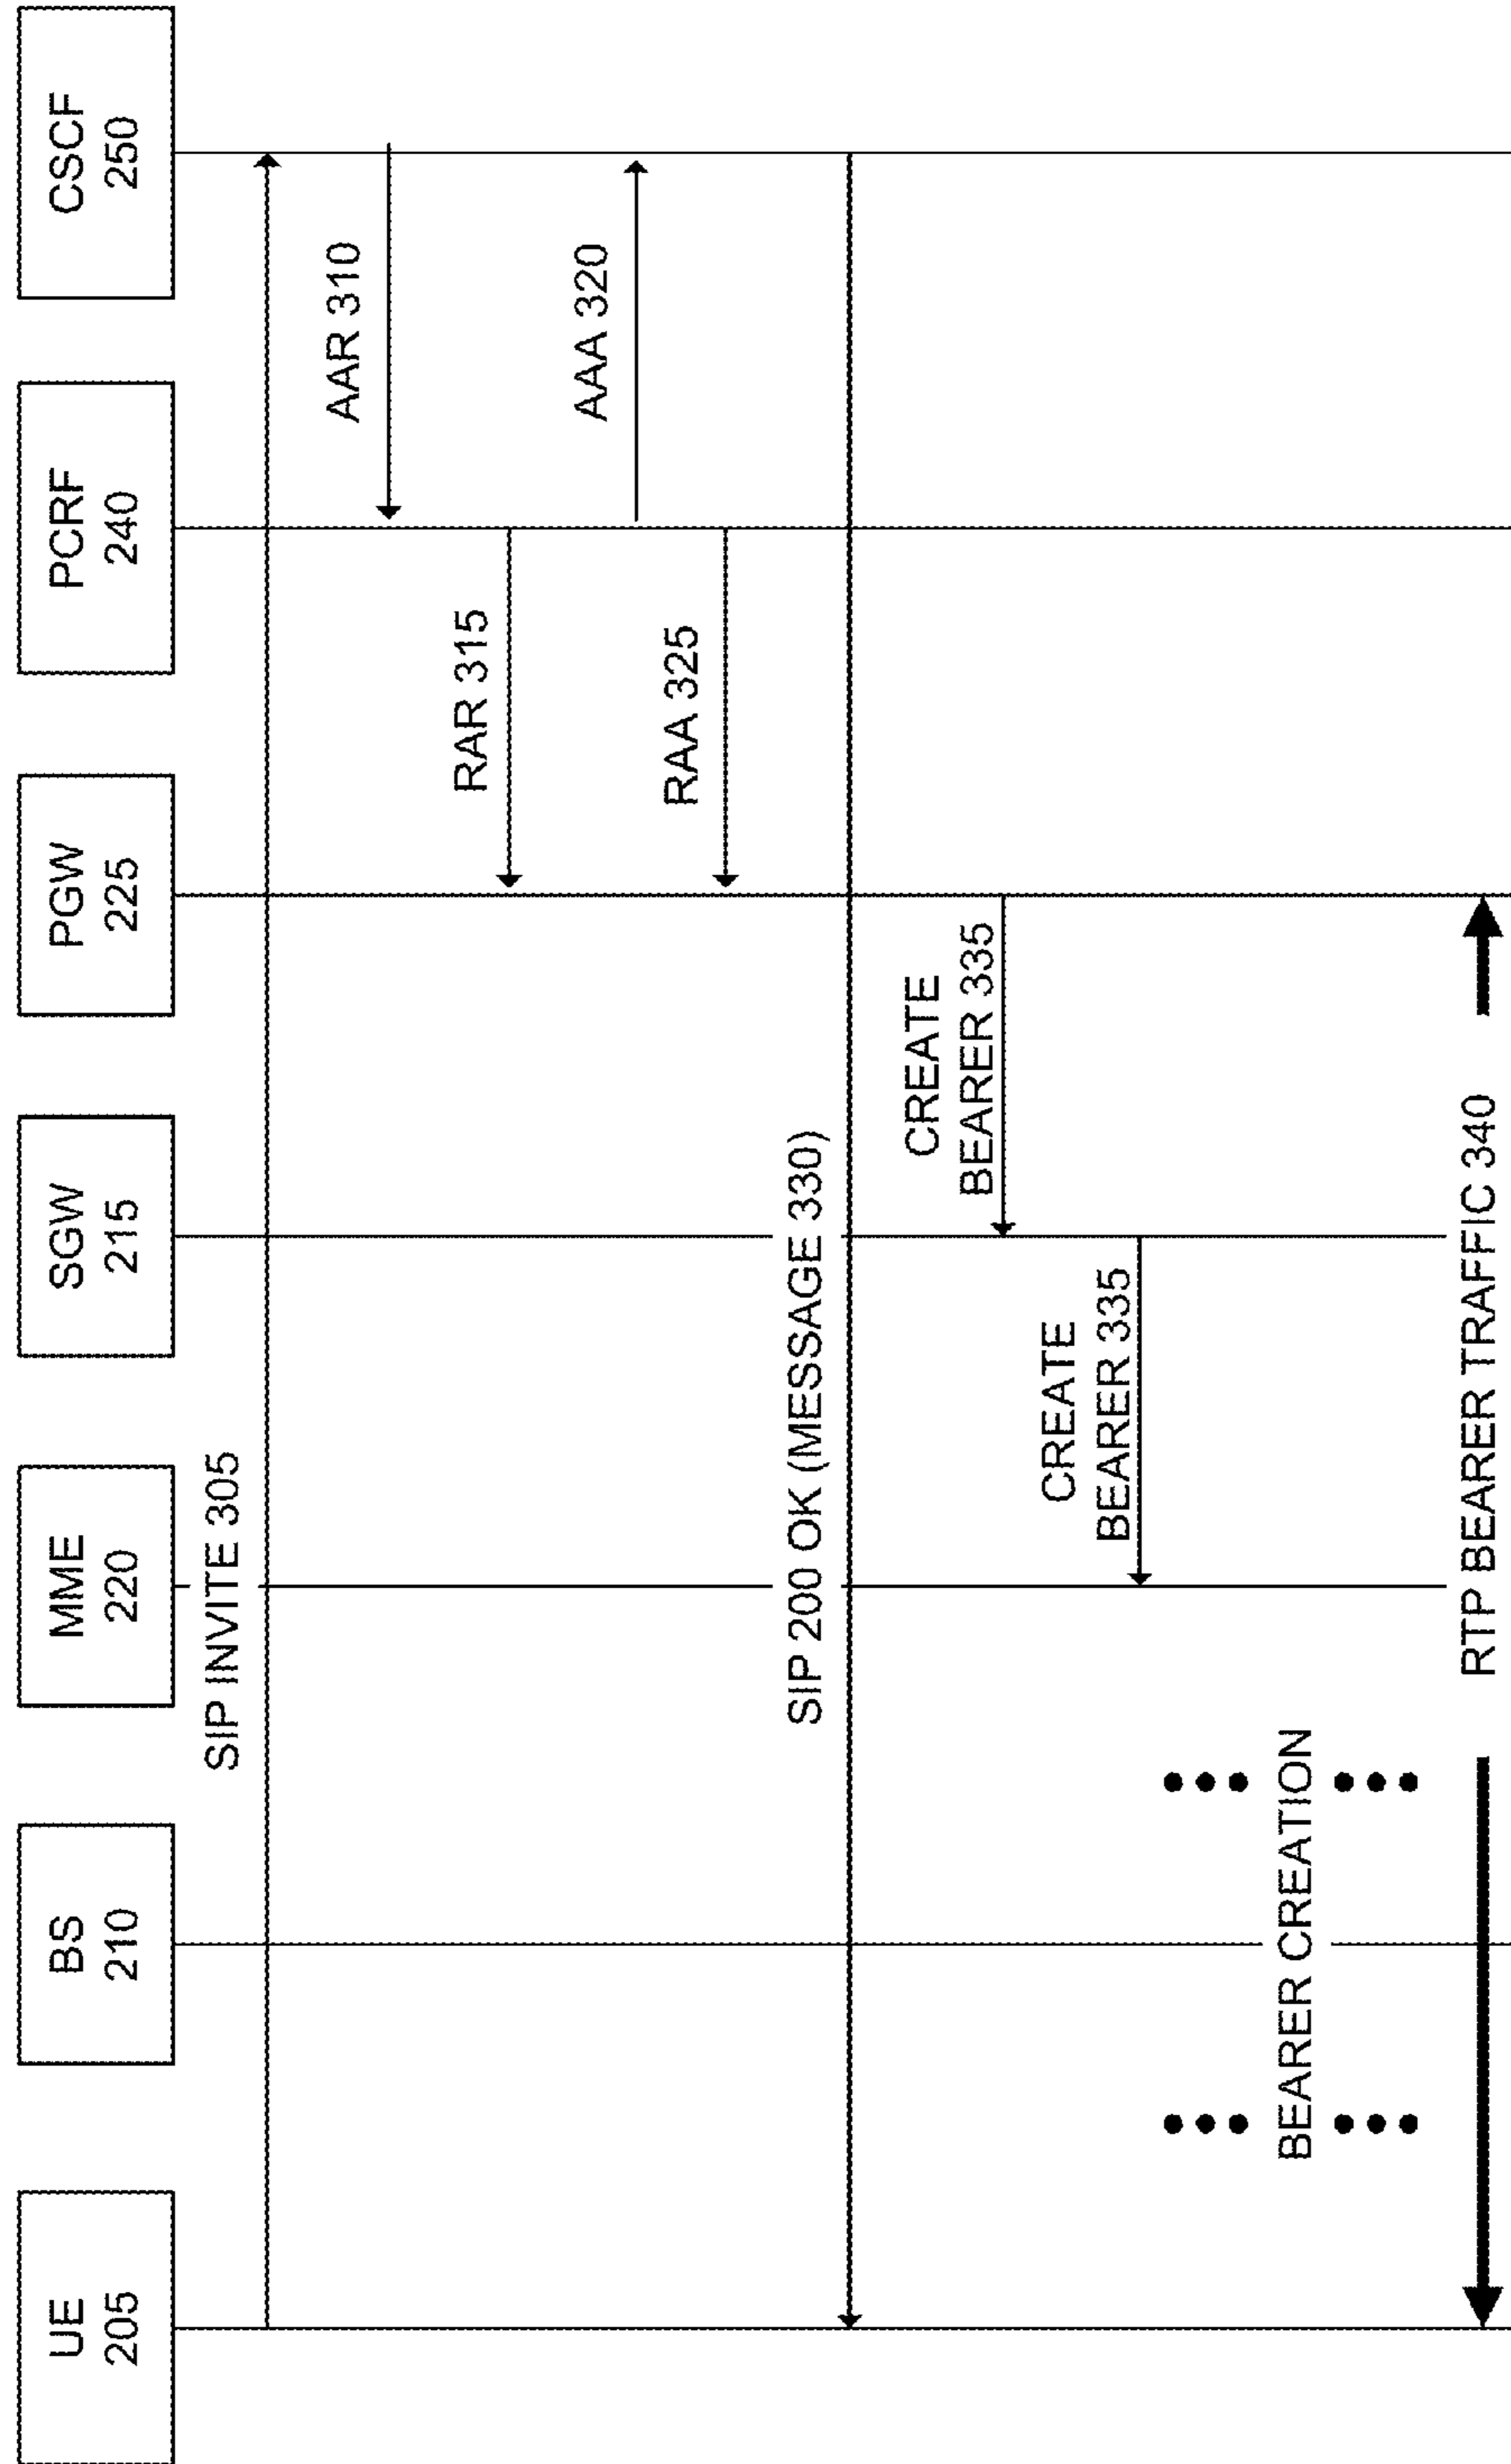 UE
205
BS
210
MME
220
SGW
215
PGW
225
PCRF
240
CSCF
250
SIP INVITE 305
AAR 310
RAR 315
AAA 320
RAA 325
SIP 200 OK (MESSAGE 330)
CREATE
BEARER 335
CREATE
BEARER 335
BEARER CREATION
RTP BEARER TRAFFIC 340